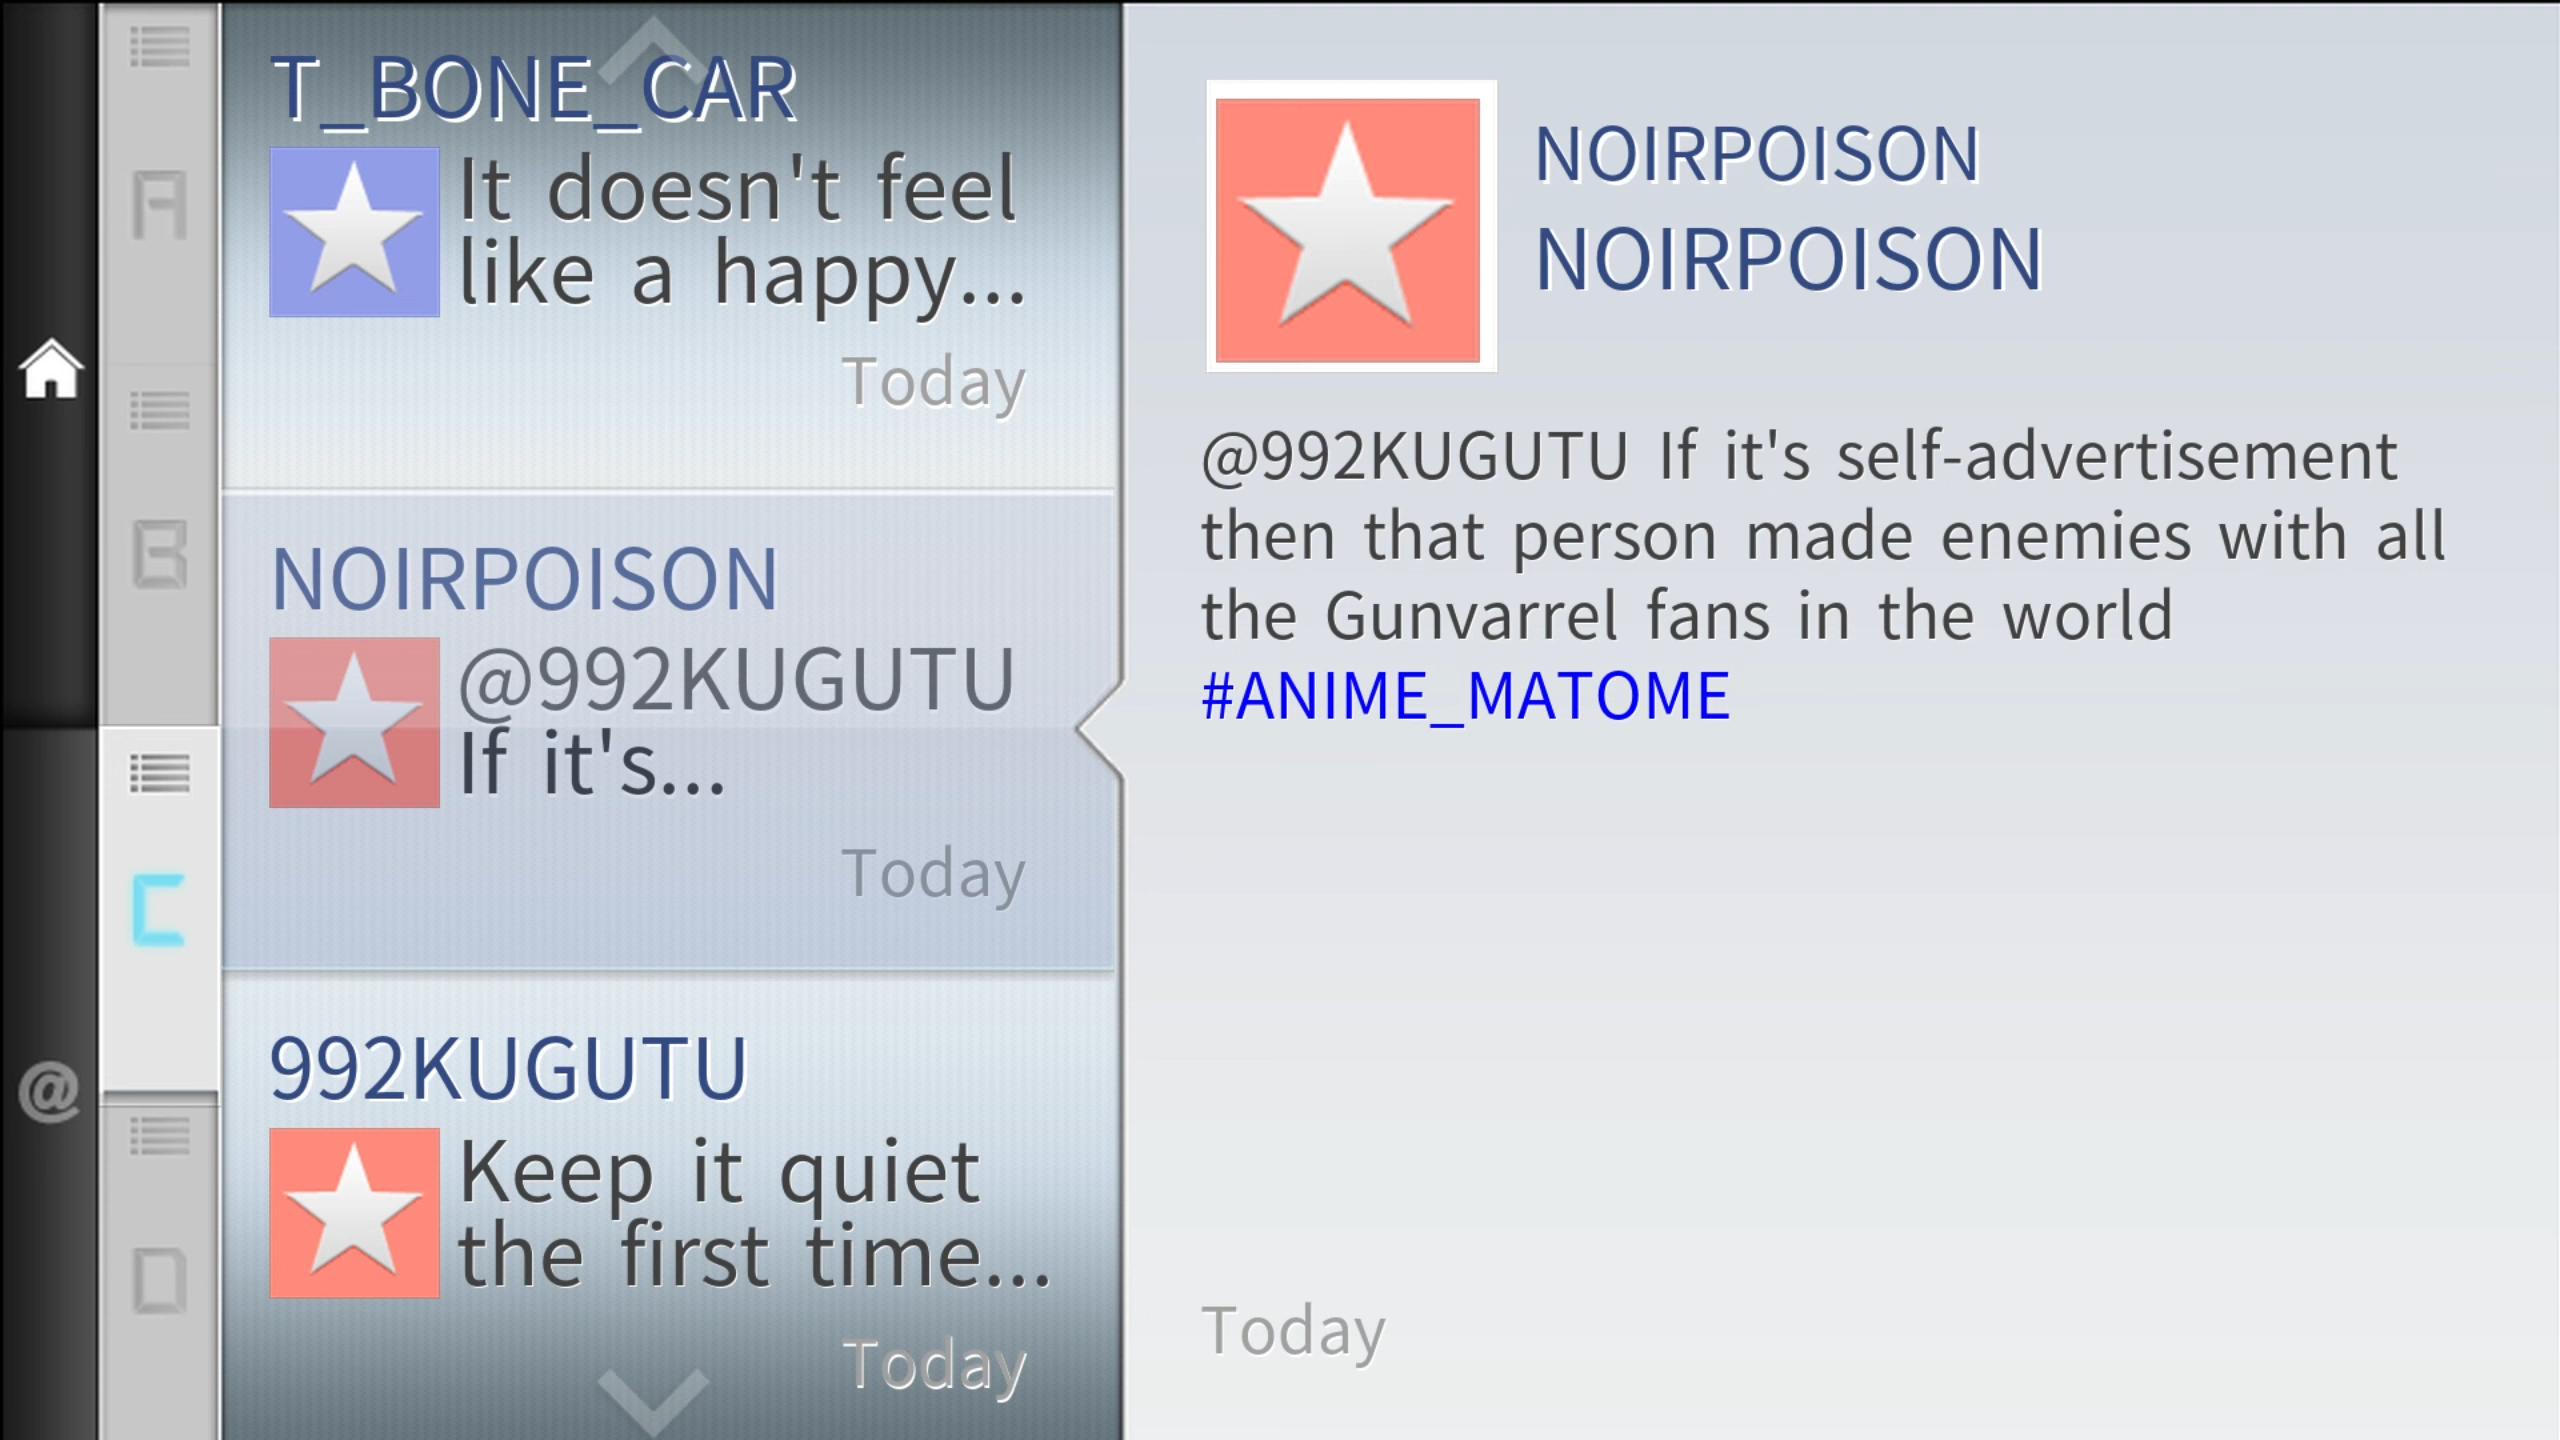 A
B
C
D
@
T_BONE_CAR
It doesn't feel
like a happy...
Today
NOIRPOISON
@992KUGUTU
If it's...
Today
992KUGUTU
Keep it quiet
the first time...
Today
NOIRPOISON
NOIRPOISON
@992KUGUTU If it's self-advertisement
then that person made enemies with all
the Gunvarrel fans in the world
#ANIME_MATOME
Today